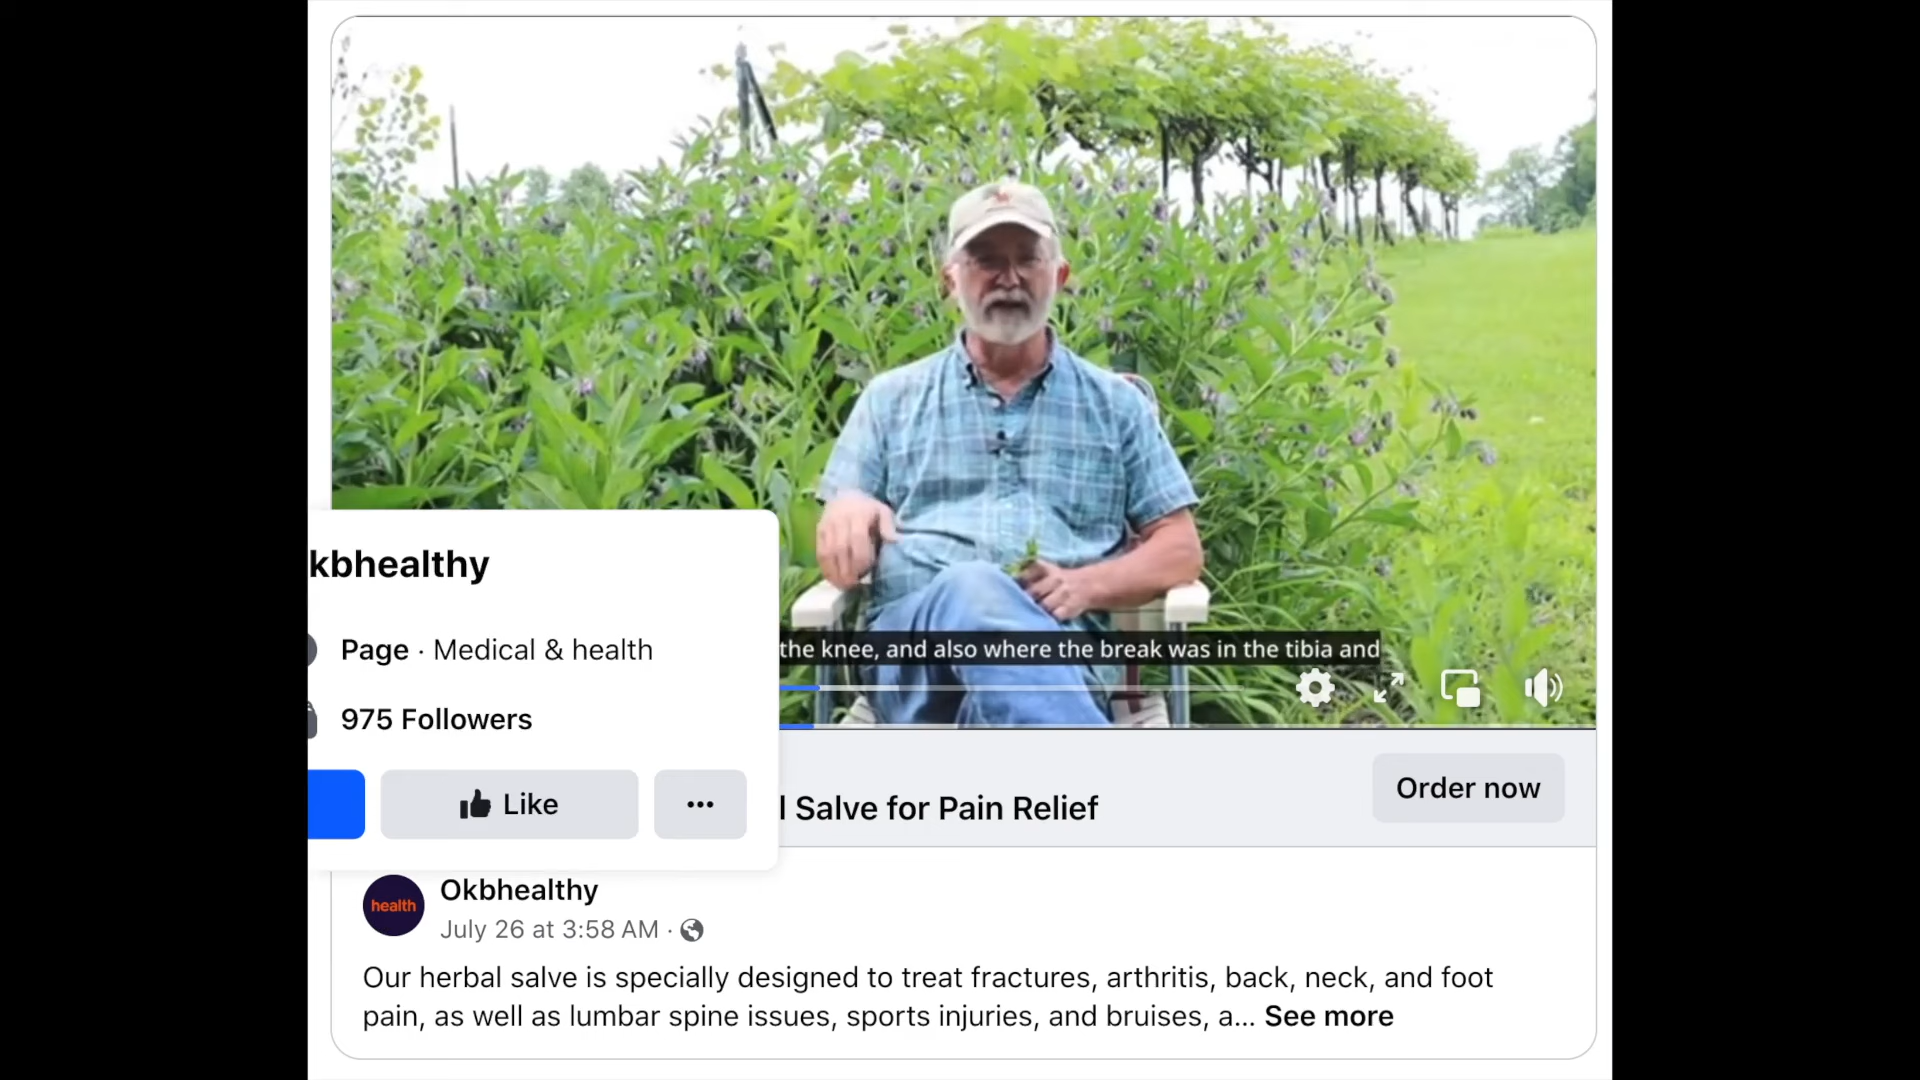 the knee, and also where the break was in the tibia and
kbhealthy
Page · Medical & health
975 Followers
Like
Salve for Pain Relief
Order now
health
Okbhealthy
July 26 at 3:58 AM ·
Our herbal salve is specially designed to treat fractures, arthritis, back, neck, and foot
pain, as well as lumbar spine issues, sports injuries, and bruises, a... See more